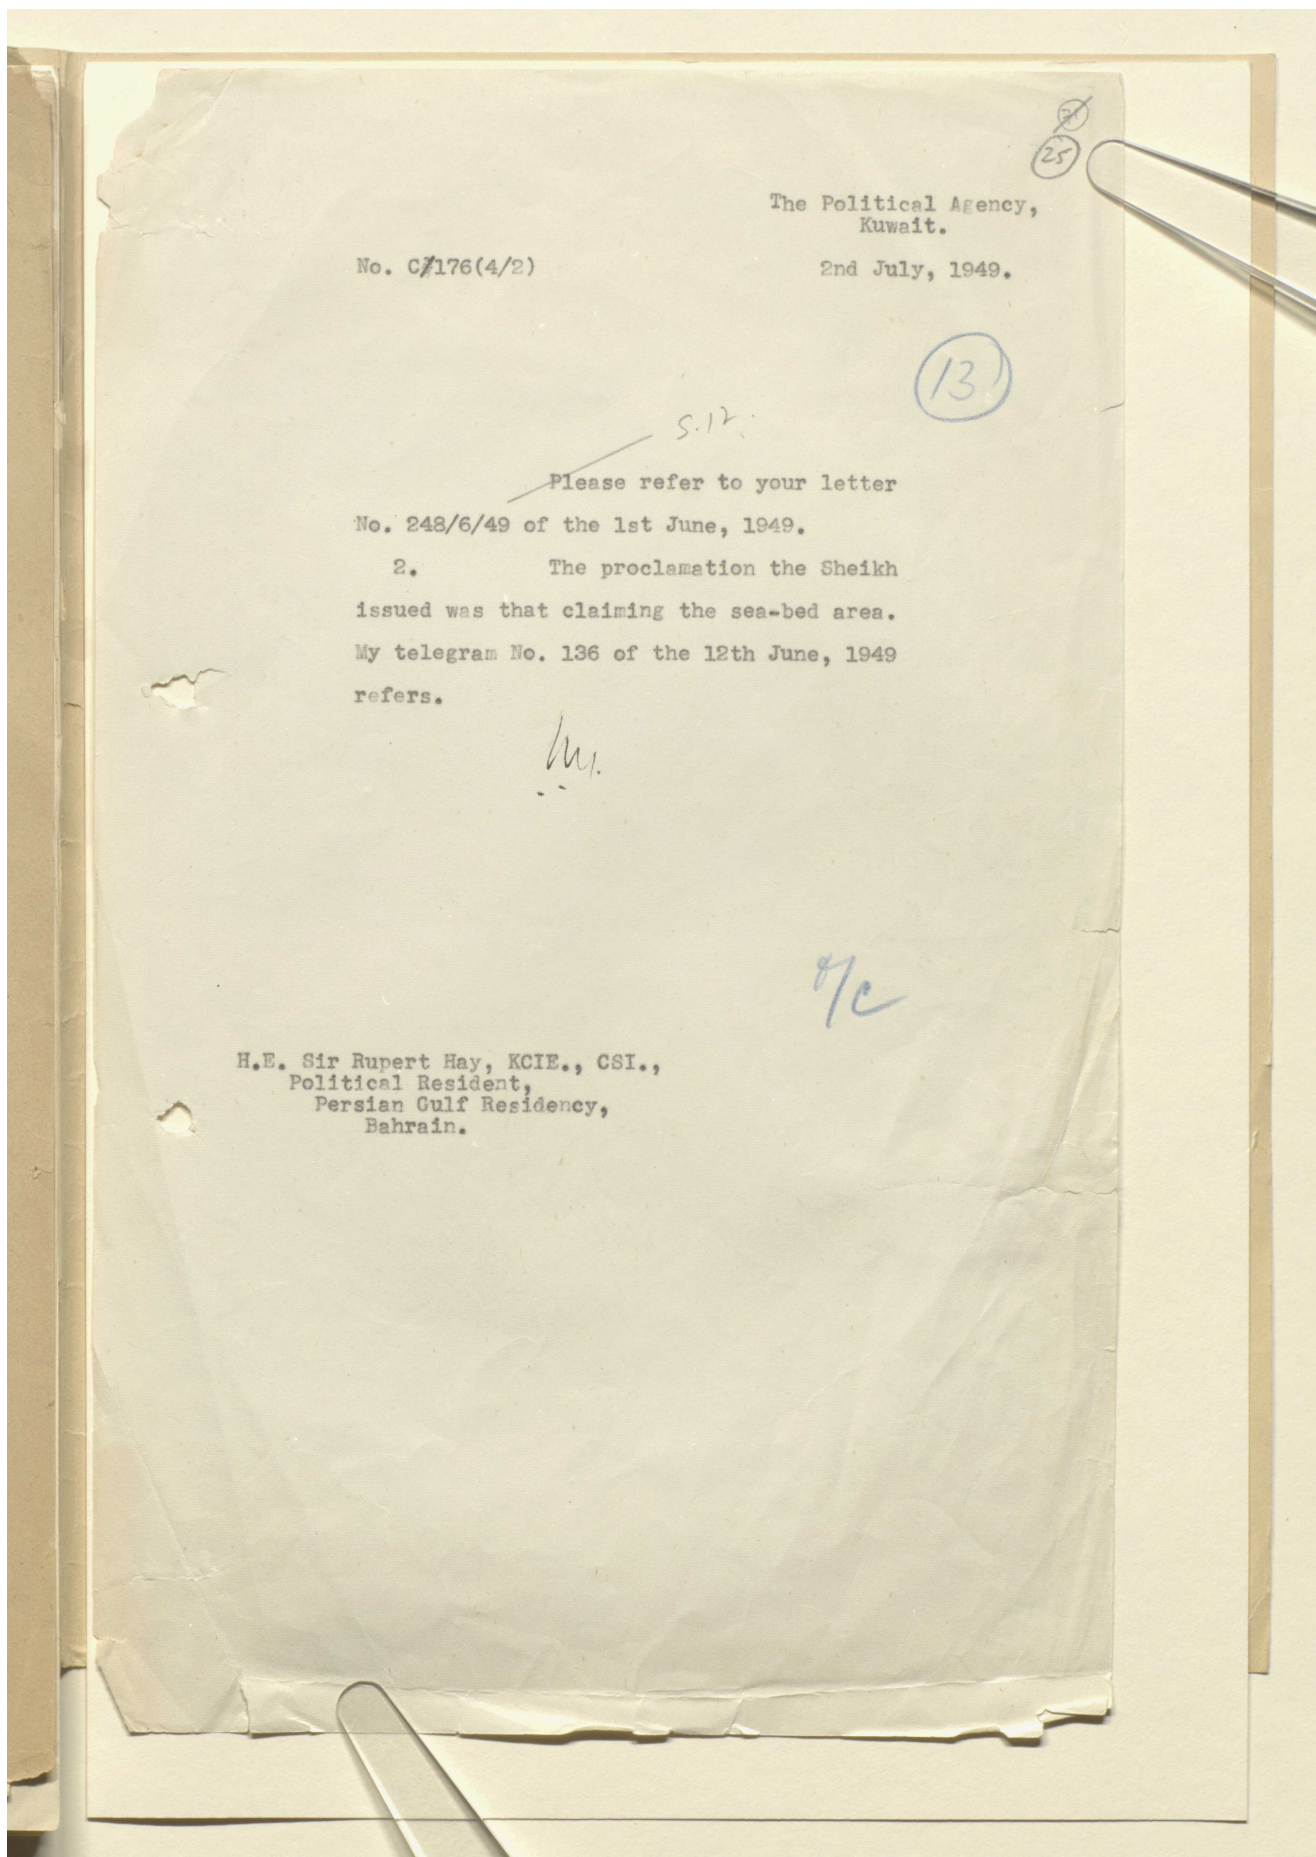 25
The Political Agency,
Kuwait.
No. C/176(4/2)
2nd July, 1949.
13
S.12.
Please refer to your letter
No. 248/6/49 of the 1st June, 1949.
2. The proclamation the Sheikh
issued was that claiming the sea-bed area.
My telegram No. 136 of the 12th June, 1949
refers.
H.E. Sir Rupert Hay, KCIE., CSI.,
Political Resident,
Persian Gulf Residency,
Bahrain.